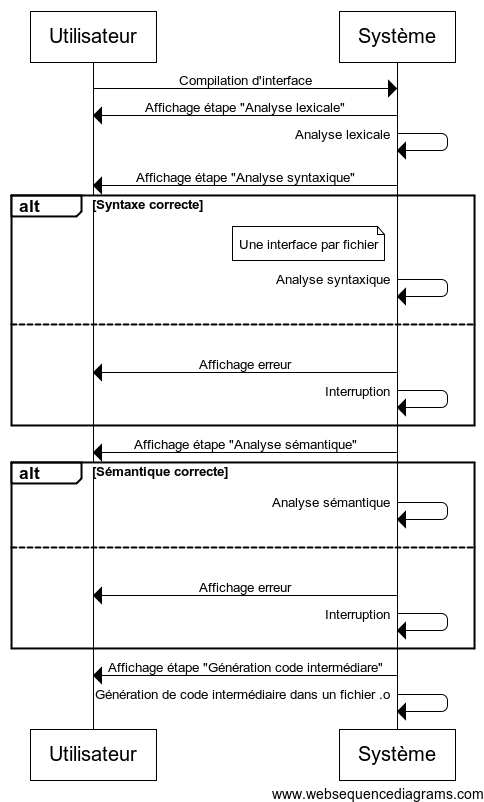 Utilisateur
Système
Compilation d'interface
Affichage étape "Analyse lexicale"
Analyse lexicale
Affichage étape "Analyse syntaxique"
alt
[Syntaxe correcte]
Une interface par fichier
Analyse syntaxique
Affichage erreur
Interruption
Affichage étape "Analyse sémantique"
alt
[Sémantique correcte]
Analyse sémantique
Affichage erreur
Interruption
Affichage étape "Génération code intermédiare"
Génération de code intermédiaire dans un fichier .o
Utilisateur
Système
www.websequencediagrams.com